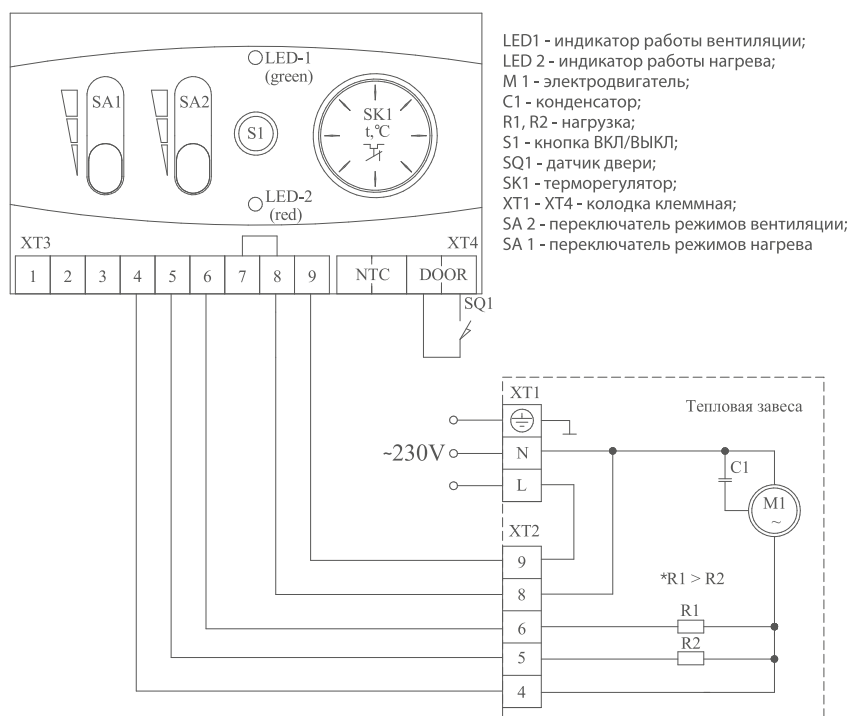 LED-1
(green)
SA1
SA2
S1
SK1
t,℃
LED-2
(red)
XT3
XT4
1 2 3 4 5 6 7 8 9 NTC DOOR
SQ1
LED1 - индикатор работы вентиляции;
LED 2 - индикатор работы нагрева;
M 1 - электродвигатель;
C1 - конденсатор;
R1, R2 - нагрузка;
S1 - кнопка ВКЛ/ВЫКЛ;
SQ1 - датчик двери;
SK1 - терморегулятор;
XT1 - XT4 - колодка клеммная;
SA 2 - переключатель режимов вентиляции;
SA 1 - переключатель режимов нагрева
XT1
Тепловая завеса
~230V
N
L
C1
M1
~
XT2
9
8
6
5
4
*R1 > R2
R1
R2